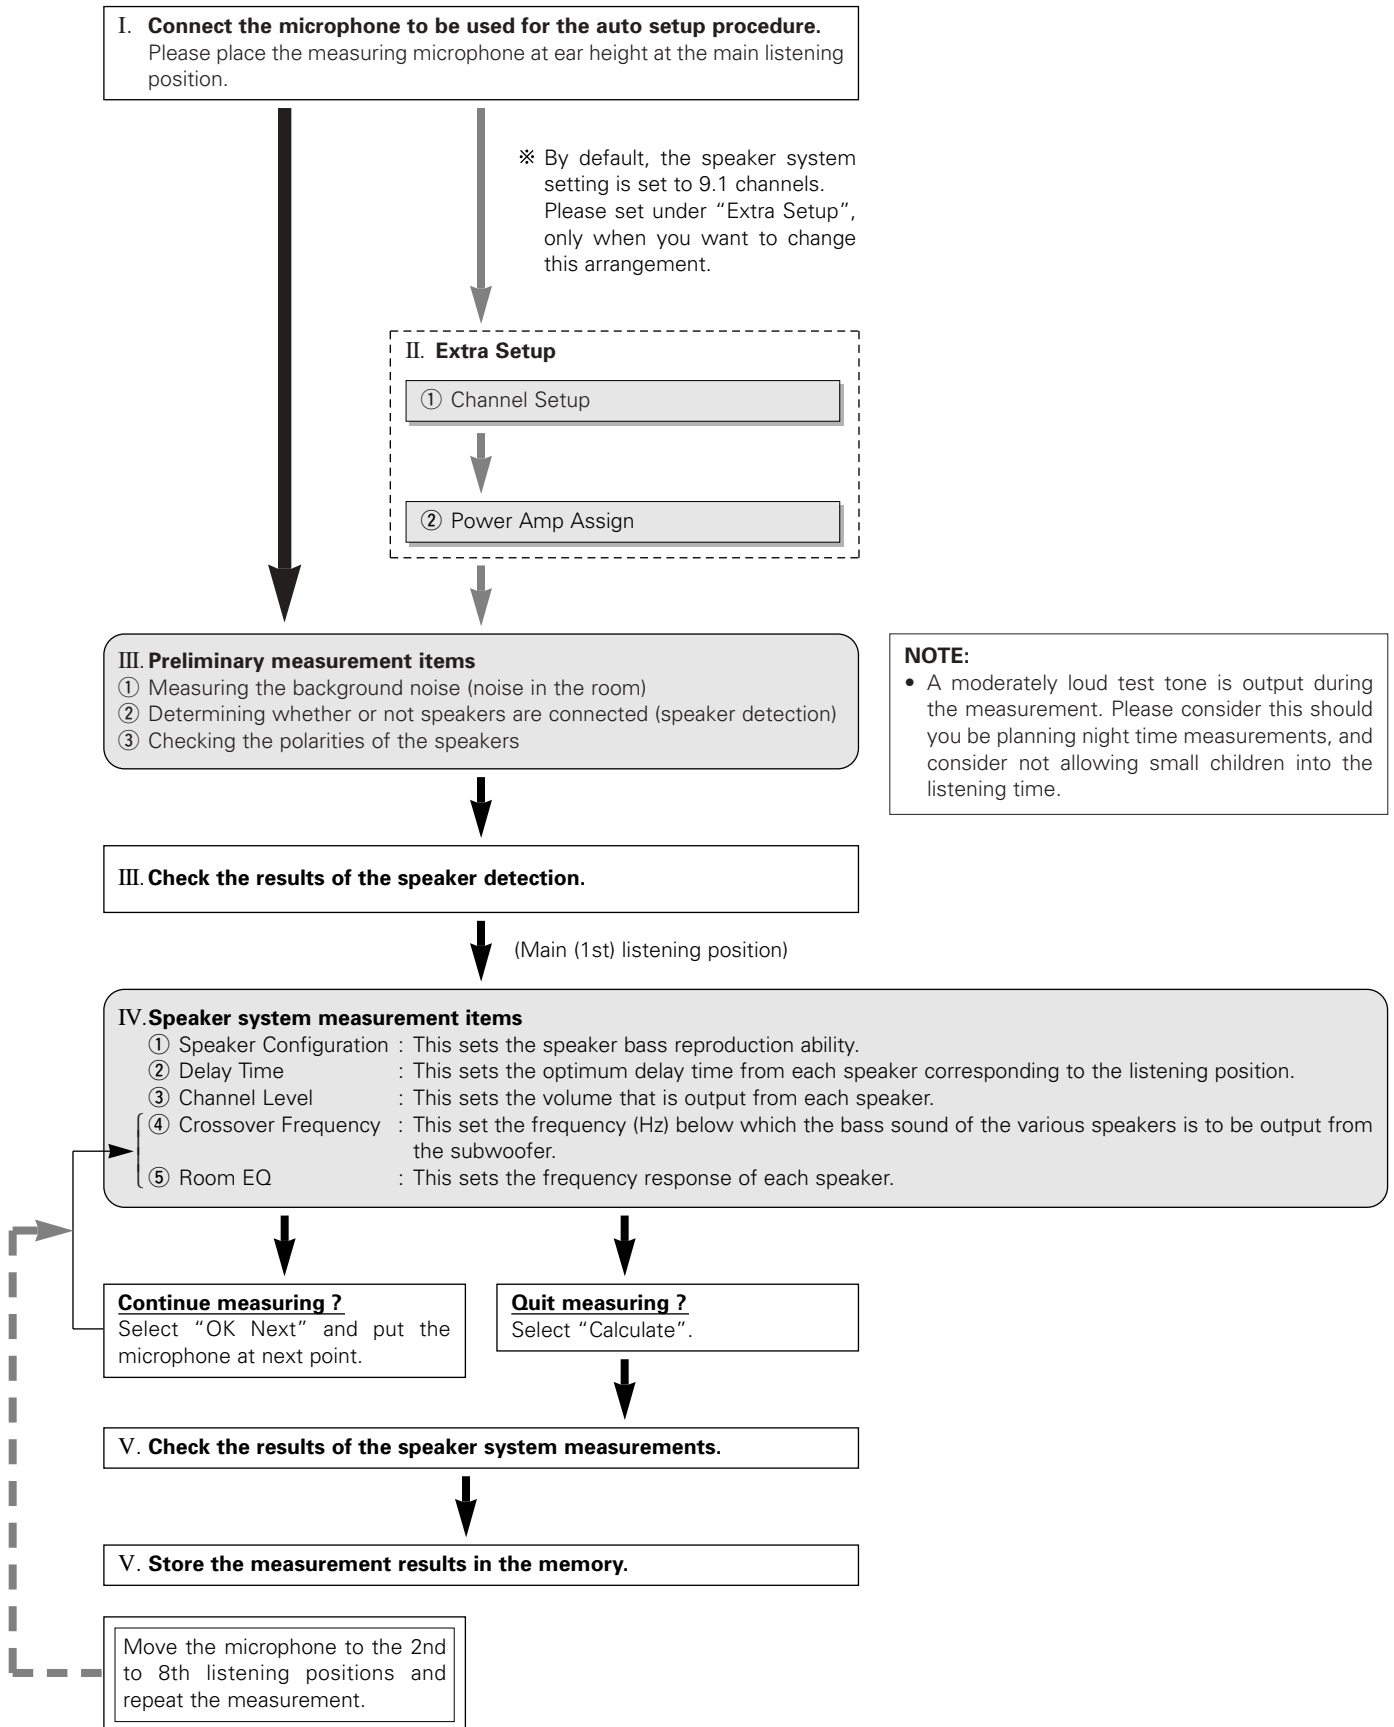 I. Connect the microphone to be used for the auto setup procedure.
Please place the measuring microphone at ear height at the main listening
position.
※ By default, the speaker system
setting is set to 9.1 channels.
Please set under “Extra Setup”,
only when you want to change
this arrangement.
II. Extra Setup
① Channel Setup
② Power Amp Assign
III. Preliminary measurement items
① Measuring the background noise (noise in the room)
② Determining whether or not speakers are connected (speaker detection)
③ Checking the polarities of the speakers
NOTE:
• A moderately loud test tone is output during
the measurement. Please consider this should
you be planning night time measurements, and
consider not allowing small children into the
listening time.
III. Check the results of the speaker detection.
(Main (1st) listening position)
IV. Speaker system measurement items
① Speaker Configuration : This sets the speaker bass reproduction ability.
② Delay Time : This sets the optimum delay time from each speaker corresponding to the listening position.
③ Channel Level : This sets the volume that is output from each speaker.
④ Crossover Frequency : This set the frequency (Hz) below which the bass sound of the various speakers is to be output from
the subwoofer.
⑤ Room EQ : This sets the frequency response of each speaker.
Continue measuring ?
Select “OK Next” and put the
microphone at next point.
Quit measuring ?
Select “Calculate”.
V. Check the results of the speaker system measurements.
V. Store the measurement results in the memory.
Move the microphone to the 2nd
to 8th listening positions and
repeat the measurement.